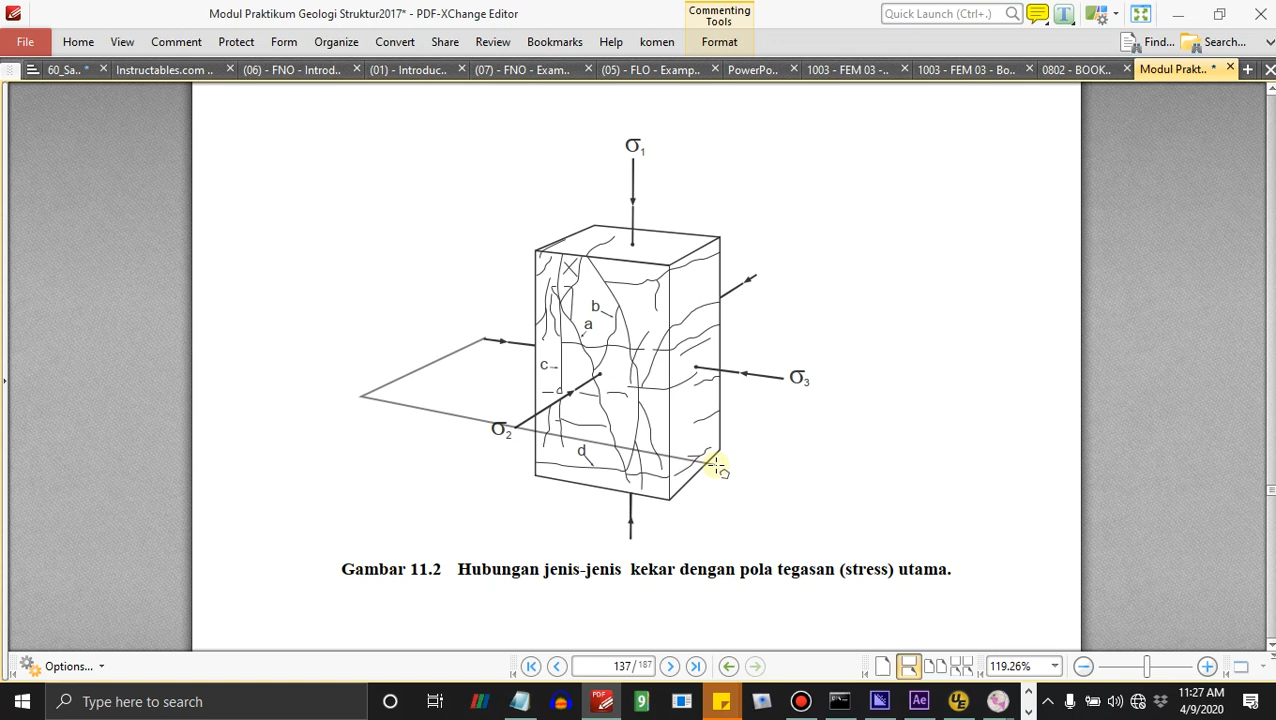 Modul Praktikum Geologi Struktur2017* - PDF-XChange Editor
Commenting
Tools
Quick Launch (Ctrl+.)
File Home View Comment Protect Form Organize Convert Share Review Bookmarks Help komen Format Find... Search...
60_Sa.. * Instructables.com .. (06) - FNO - Introd.. (01) - Introduc.. (07) - FNO - Exam.. (05) - FLO - Examp.. PowerPo.. 1003 - FEM 03 -.. 1003 - FEM 03 - Bo.. 0802 - BOOK.. Modul Prakt.. *
σ1
b
a
c
σ3
σ2
d
Gambar 11.2 Hubungan jenis-jenis kekar dengan pola tegasan (stress) utama.
Options... 137 / 187 119.26%
Type here to search
PDF
9
Ae
UE
11:27 AM
4/9/2020